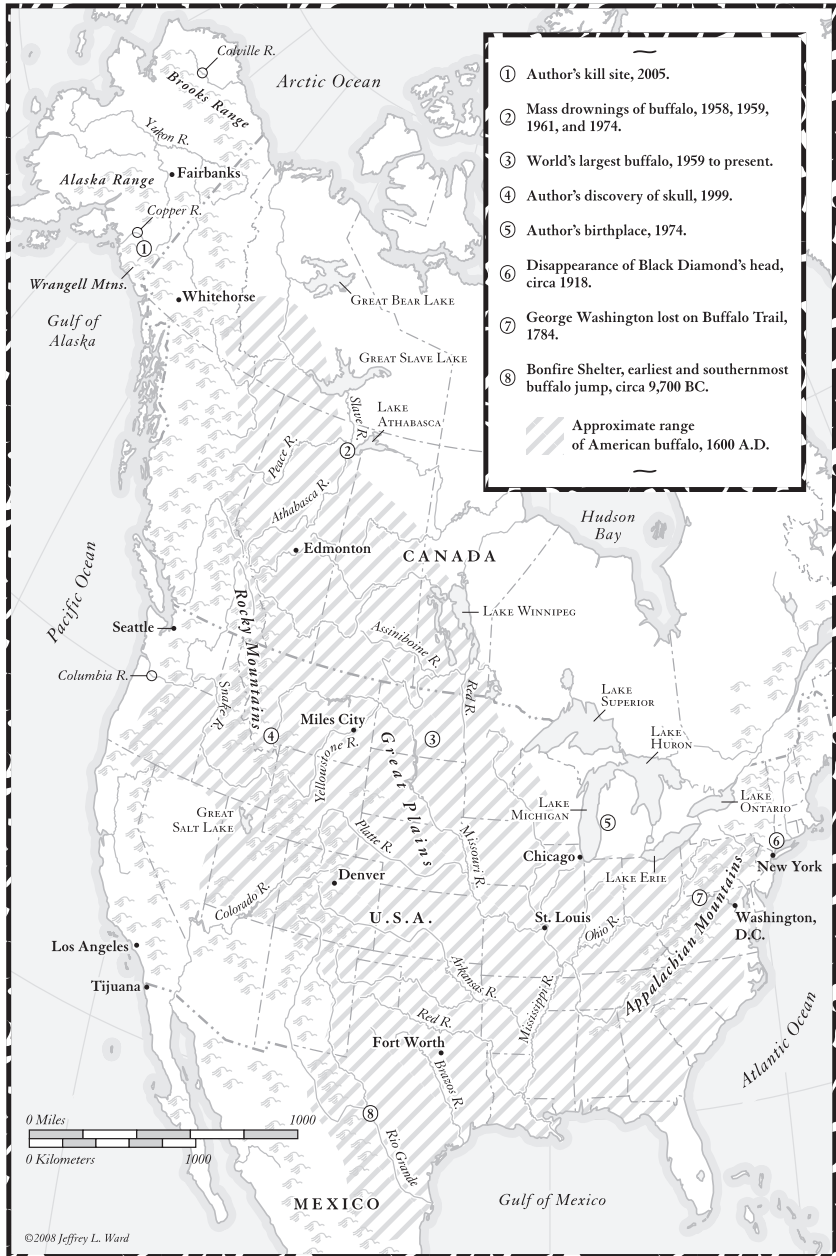 Colville R.
Arctic Ocean
Brooks Range
Yukon R.
Fairbanks
Alaska Range
Copper R.
①
Wrangell Mtns.
Whitehorse
Gulf of
Alaska
Great Bear Lake
Great Slave Lake
Slave R.
Lake
Athabasca
②
Peace R.
Athabasca R.
Edmonton
CANADA
Hudson
Bay
Pacific Ocean
Rocky Mountains
Lake Winnipeg
Seattle
Assiniboine R.
Columbia R.
Snake R.
Red R.
Lake
Superior
Miles City
④
③
Lake
Huron
Yellowstone R.
Great Plains
Great
Salt Lake
Lake
Michigan
⑤
Lake
Ontario
Platte R.
Missouri R.
⑥
Chicago
New York
Lake Erie
Denver
⑦
Colorado R.
U.S.A.
St. Louis
Ohio R.
Washington,
D.C.
Appalachian Mountains
Los Angeles
Tijuana
Arkansas R.
Mississippi R.
Red R.
Fort Worth
Brazos R.
Atlantic Ocean
⑧
Rio Grande
0 Miles 1000
0 Kilometers 1000
MEXICO
Gulf of Mexico
©2008 Jeffrey L. Ward
① Author's kill site, 2005.
② Mass drownings of buffalo, 1958, 1959,
1961, and 1974.
③ World's largest buffalo, 1959 to present.
④ Author's discovery of skull, 1999.
⑤ Author's birthplace, 1974.
⑥ Disappearance of Black Diamond's head,
circa 1918.
⑦ George Washington lost on Buffalo Trail,
1784.
⑧ Bonfire Shelter, earliest and southernmost
buffalo jump, circa 9,700 BC.
Approximate range
of American buffalo, 1600 A.D.